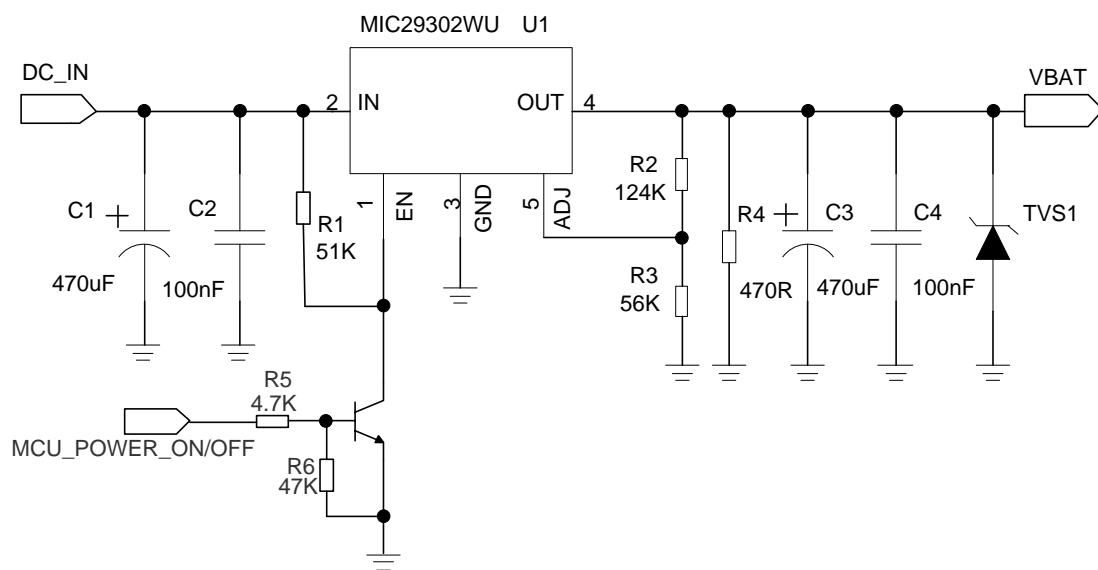 MIC29302WU U1
DC_IN
VBAT
2
IN
OUT
4
1
EN
3
GND
5
ADJ
R2
124K
C1
+
470uF
C2
100nF
R1
51K
R3
56K
R4
470R
+
C3
470uF
C4
100nF
TVS1
R5
4.7K
MCU_POWER_ON/OFF
R6
47K